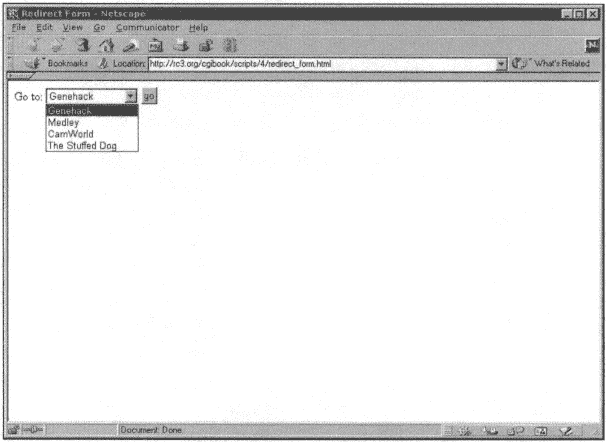 Redirect Form - Netscape
File Edit View Go Communicator Help
Bookmarks Location: http://rc3.org/cgibook/scripts/4/redirect_form.html What's Related
Go to: Genehack go
Genehack
Medley
CamWorld
The Stuffed Dog
Document: Done